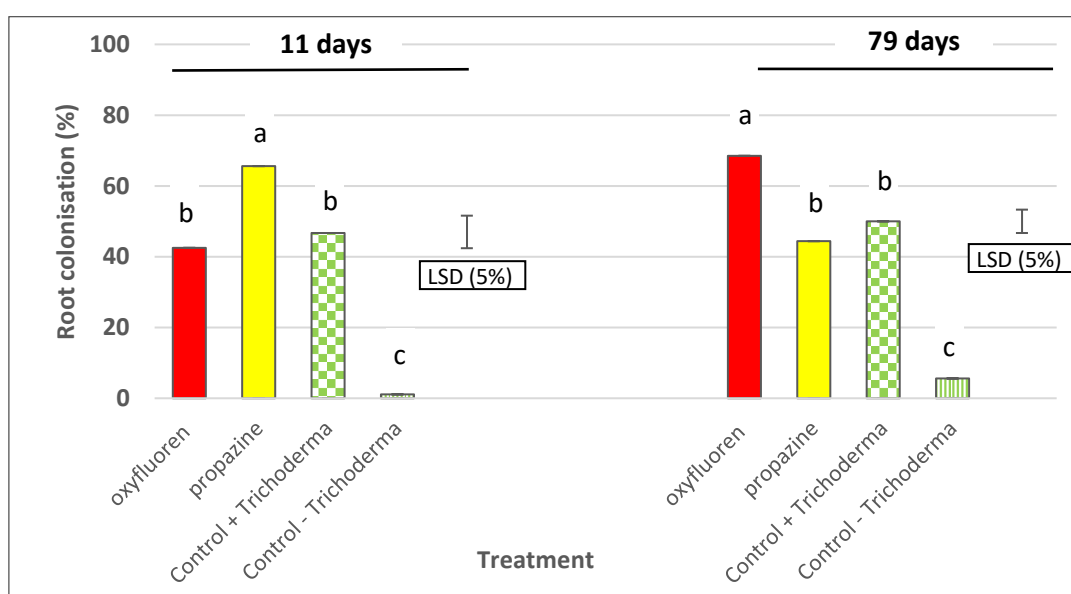 11 days
79 days
Root colonisation (%)
100
80
60
40
20
0
b
a
b
c
LSD (5%)
a
b
b
c
LSD (5%)
oxyfluoren
propazine
Control + Trichoderma
Control - Trichoderma
oxyfluoren
propazine
Control + Trichoderma
Control - Trichoderma
Treatment